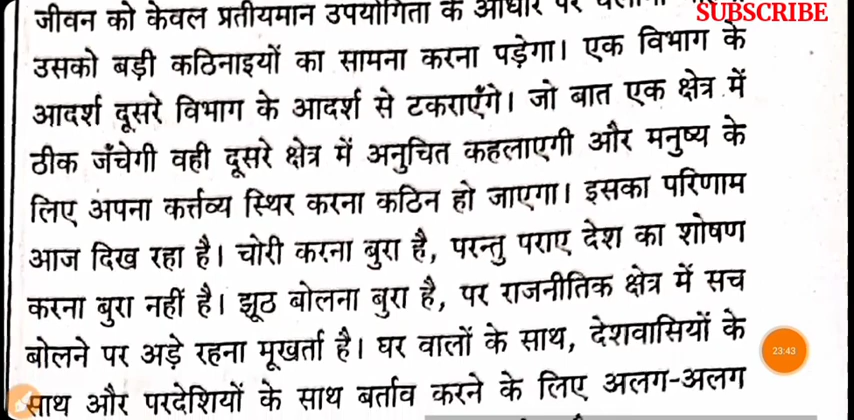 जीवन को केवल प्रतीयमान उपयोगिता के आधार पर
SUBSCRIBE
उसको बड़ी कठिनाइयों का सामना करना पड़ेगा। एक विभाग के
आदर्श दूसरे विभाग के आदर्श से टकराएँगे। जो बात एक क्षेत्र में
ठीक जँचेगी वही दूसरे क्षेत्र में अनुचित कहलाएगी और मनुष्य के
लिए अपना कर्त्तव्य स्थिर करना कठिन हो जाएगा। इसका परिणाम
आज दिख रहा है। चोरी करना बुरा है, परन्तु पराए देश का शोषण
करना बुरा नहीं है। झूठ बोलना बुरा है, पर राजनीतिक क्षेत्र में सच
बोलने पर अड़े रहना मूर्खता है। घर वालों के साथ, देशवासियों के
23:43
साथ और परदेशियों के साथ बर्ताव करने के लिए अलग-अलग